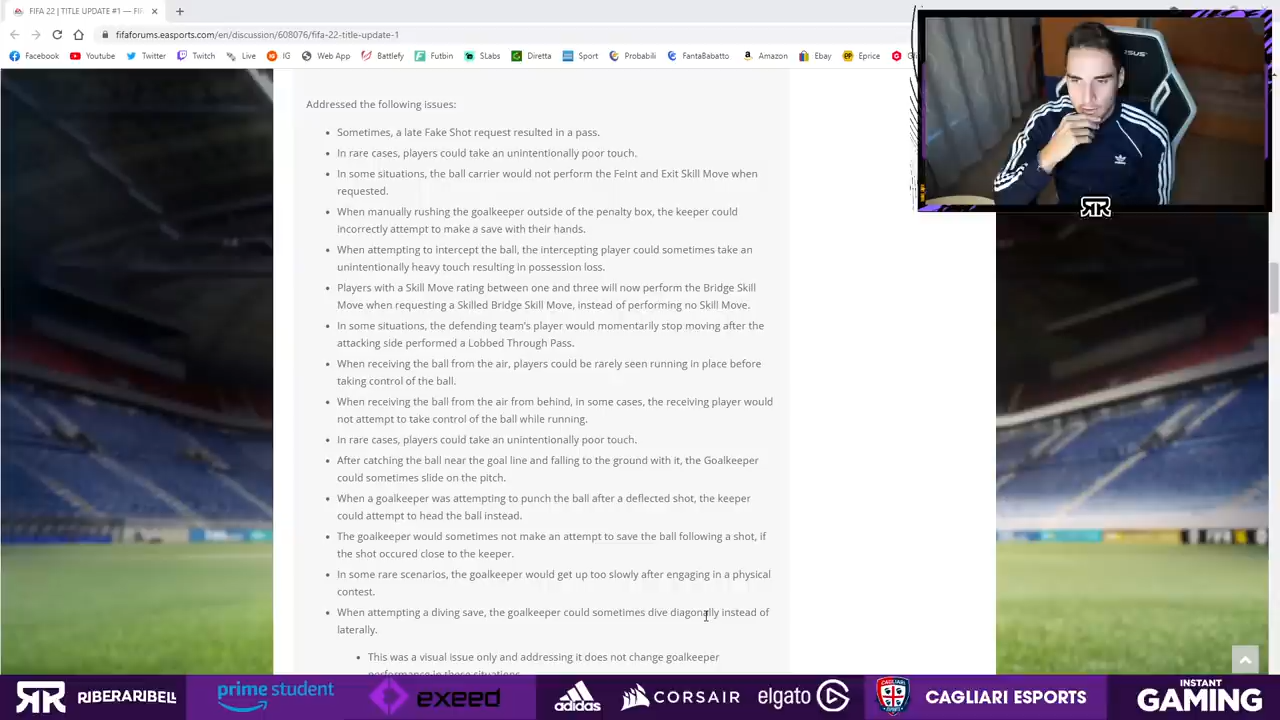 FIFA 22 | TITLE UPDATE #1 — FI
fifaforums.easports.com/en/discussion/608076/fifa-22-title-update-1
Facebook Youtube Twitter Twitch Live IG Web App Battlefy Futbin SLabs Diretta Sport Probabili FantaBabatto Amazon Ebay Eprice
Addressed the following issues:
Sometimes, a late Fake Shot request resulted in a pass.
In rare cases, players could take an unintentionally poor touch.
In some situations, the ball carrier would not perform the Feint and Exit Skill Move when
requested.
When manually rushing the goalkeeper outside of the penalty box, the keeper could
incorrectly attempt to make a save with their hands.
When attempting to intercept the ball, the intercepting player could sometimes take an
unintentionally heavy touch resulting in possession loss.
Players with a Skill Move rating between one and three will now perform the Bridge Skill
Move when requesting a Skilled Bridge Skill Move, instead of performing no Skill Move.
In some situations, the defending team's player would momentarlly stop moving after the
attacking side performed a Lobbed Through Pass.
When receiving the ball from the air, players could be rarely seen running in place before
taking control of the ball.
When receiving the ball from the air from behind, in some cases, the receiving player would
not attempt to take control of the ball while running.
In rare cases, players could take an unintentionally poor touch.
After catching the ball near the goal line and falling to the ground with it, the Goalkeeper
could sometimes slide on the pitch.
When a goalkeeper was attempting to punch the ball after a deflected shot, the keeper
could attempt to head the ball instead.
The goalkeeper would sometimes not make an attempt to save the ball following a shot, if
the shot occured close to the keeper.
In some rare scenarios, the goalkeeper would get up too slowly after engaging in a physical
contest.
When attempting a diving save, the goalkeeper could sometimes dive diagonally instead of
laterally.
This was a visual issue only and addressing it does not change goalkeeper
performance in these situations.
RIBERARIBELL prime student exeed adidas CORSAIR elgato CAGLIARI ESPORTS INSTANT GAMING